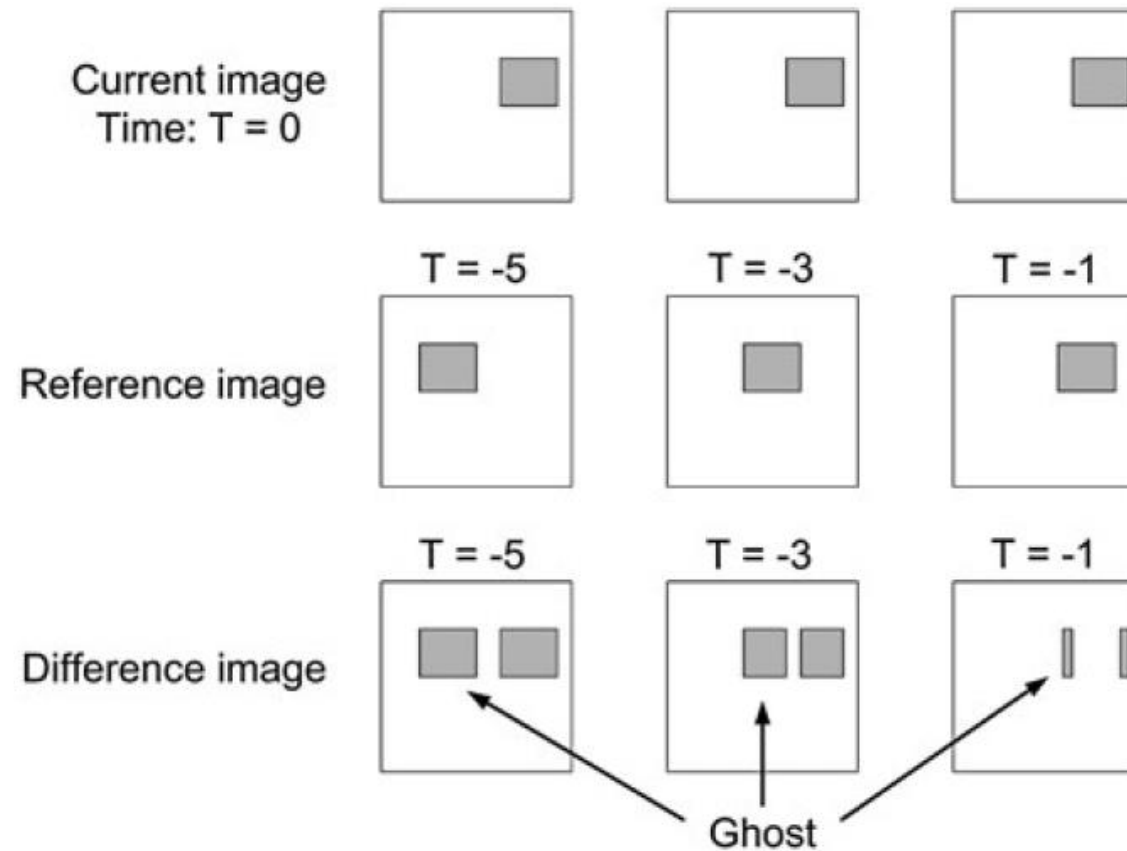 Current image
Time: T = 0
T = -5 T = -3 T = -1
Reference image
T = -5 T = -3 T = -1
Difference image
Ghost